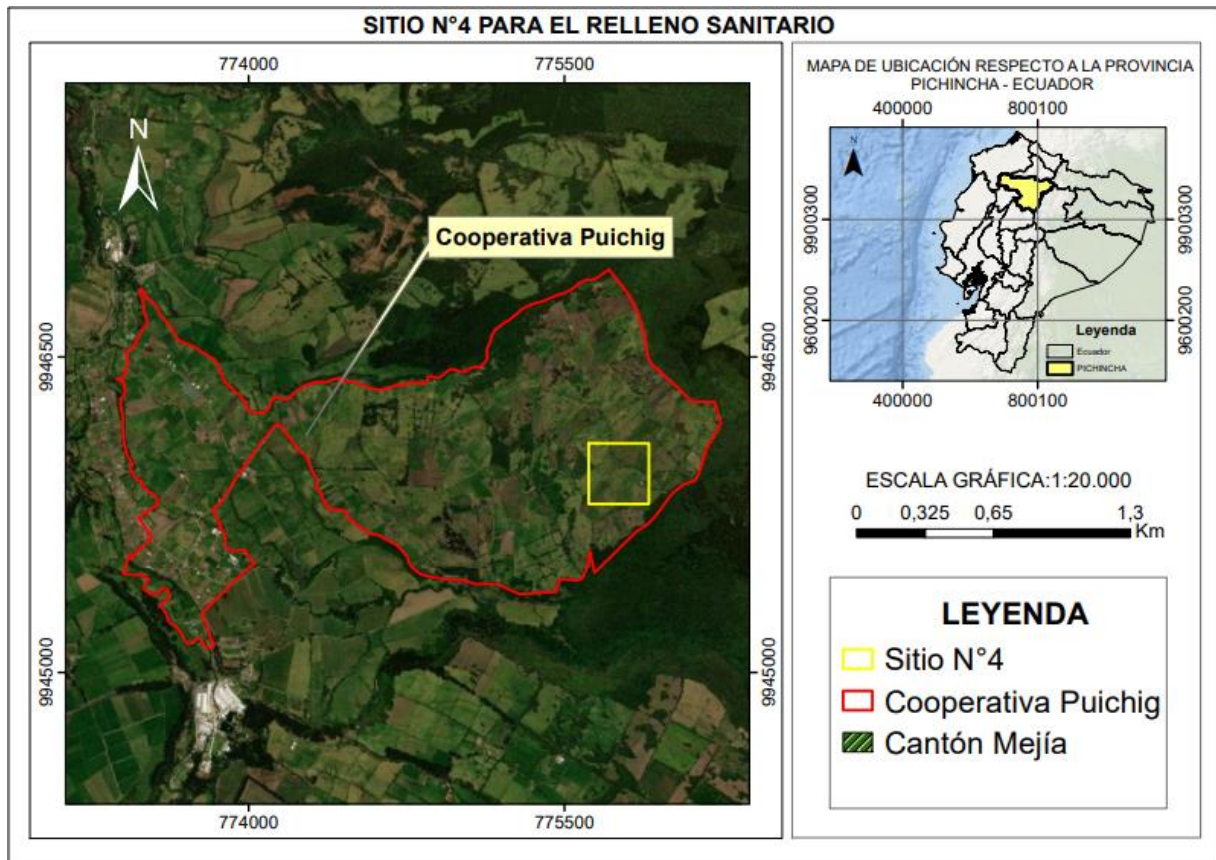 SITIO N°4 PARA EL RELLENO SANITARIO
774000 775500
N
Cooperativa Puichig
9946500 9946500
9945000 9945000
774000 775500
MAPA DE UBICACIÓN RESPECTO A LA PROVINCIA
PICHINCHA - ECUADOR
400000 800100
N
9900300 9900300
9600200 9600200
Leyenda
Ecuador
PICHINCHA
400000 800100
ESCALA GRÁFICA:1:20.000
0 0,325 0,65 1,3
Km
LEYENDA
Sitio N°4
Cooperativa Puichig
Cantón Mejía